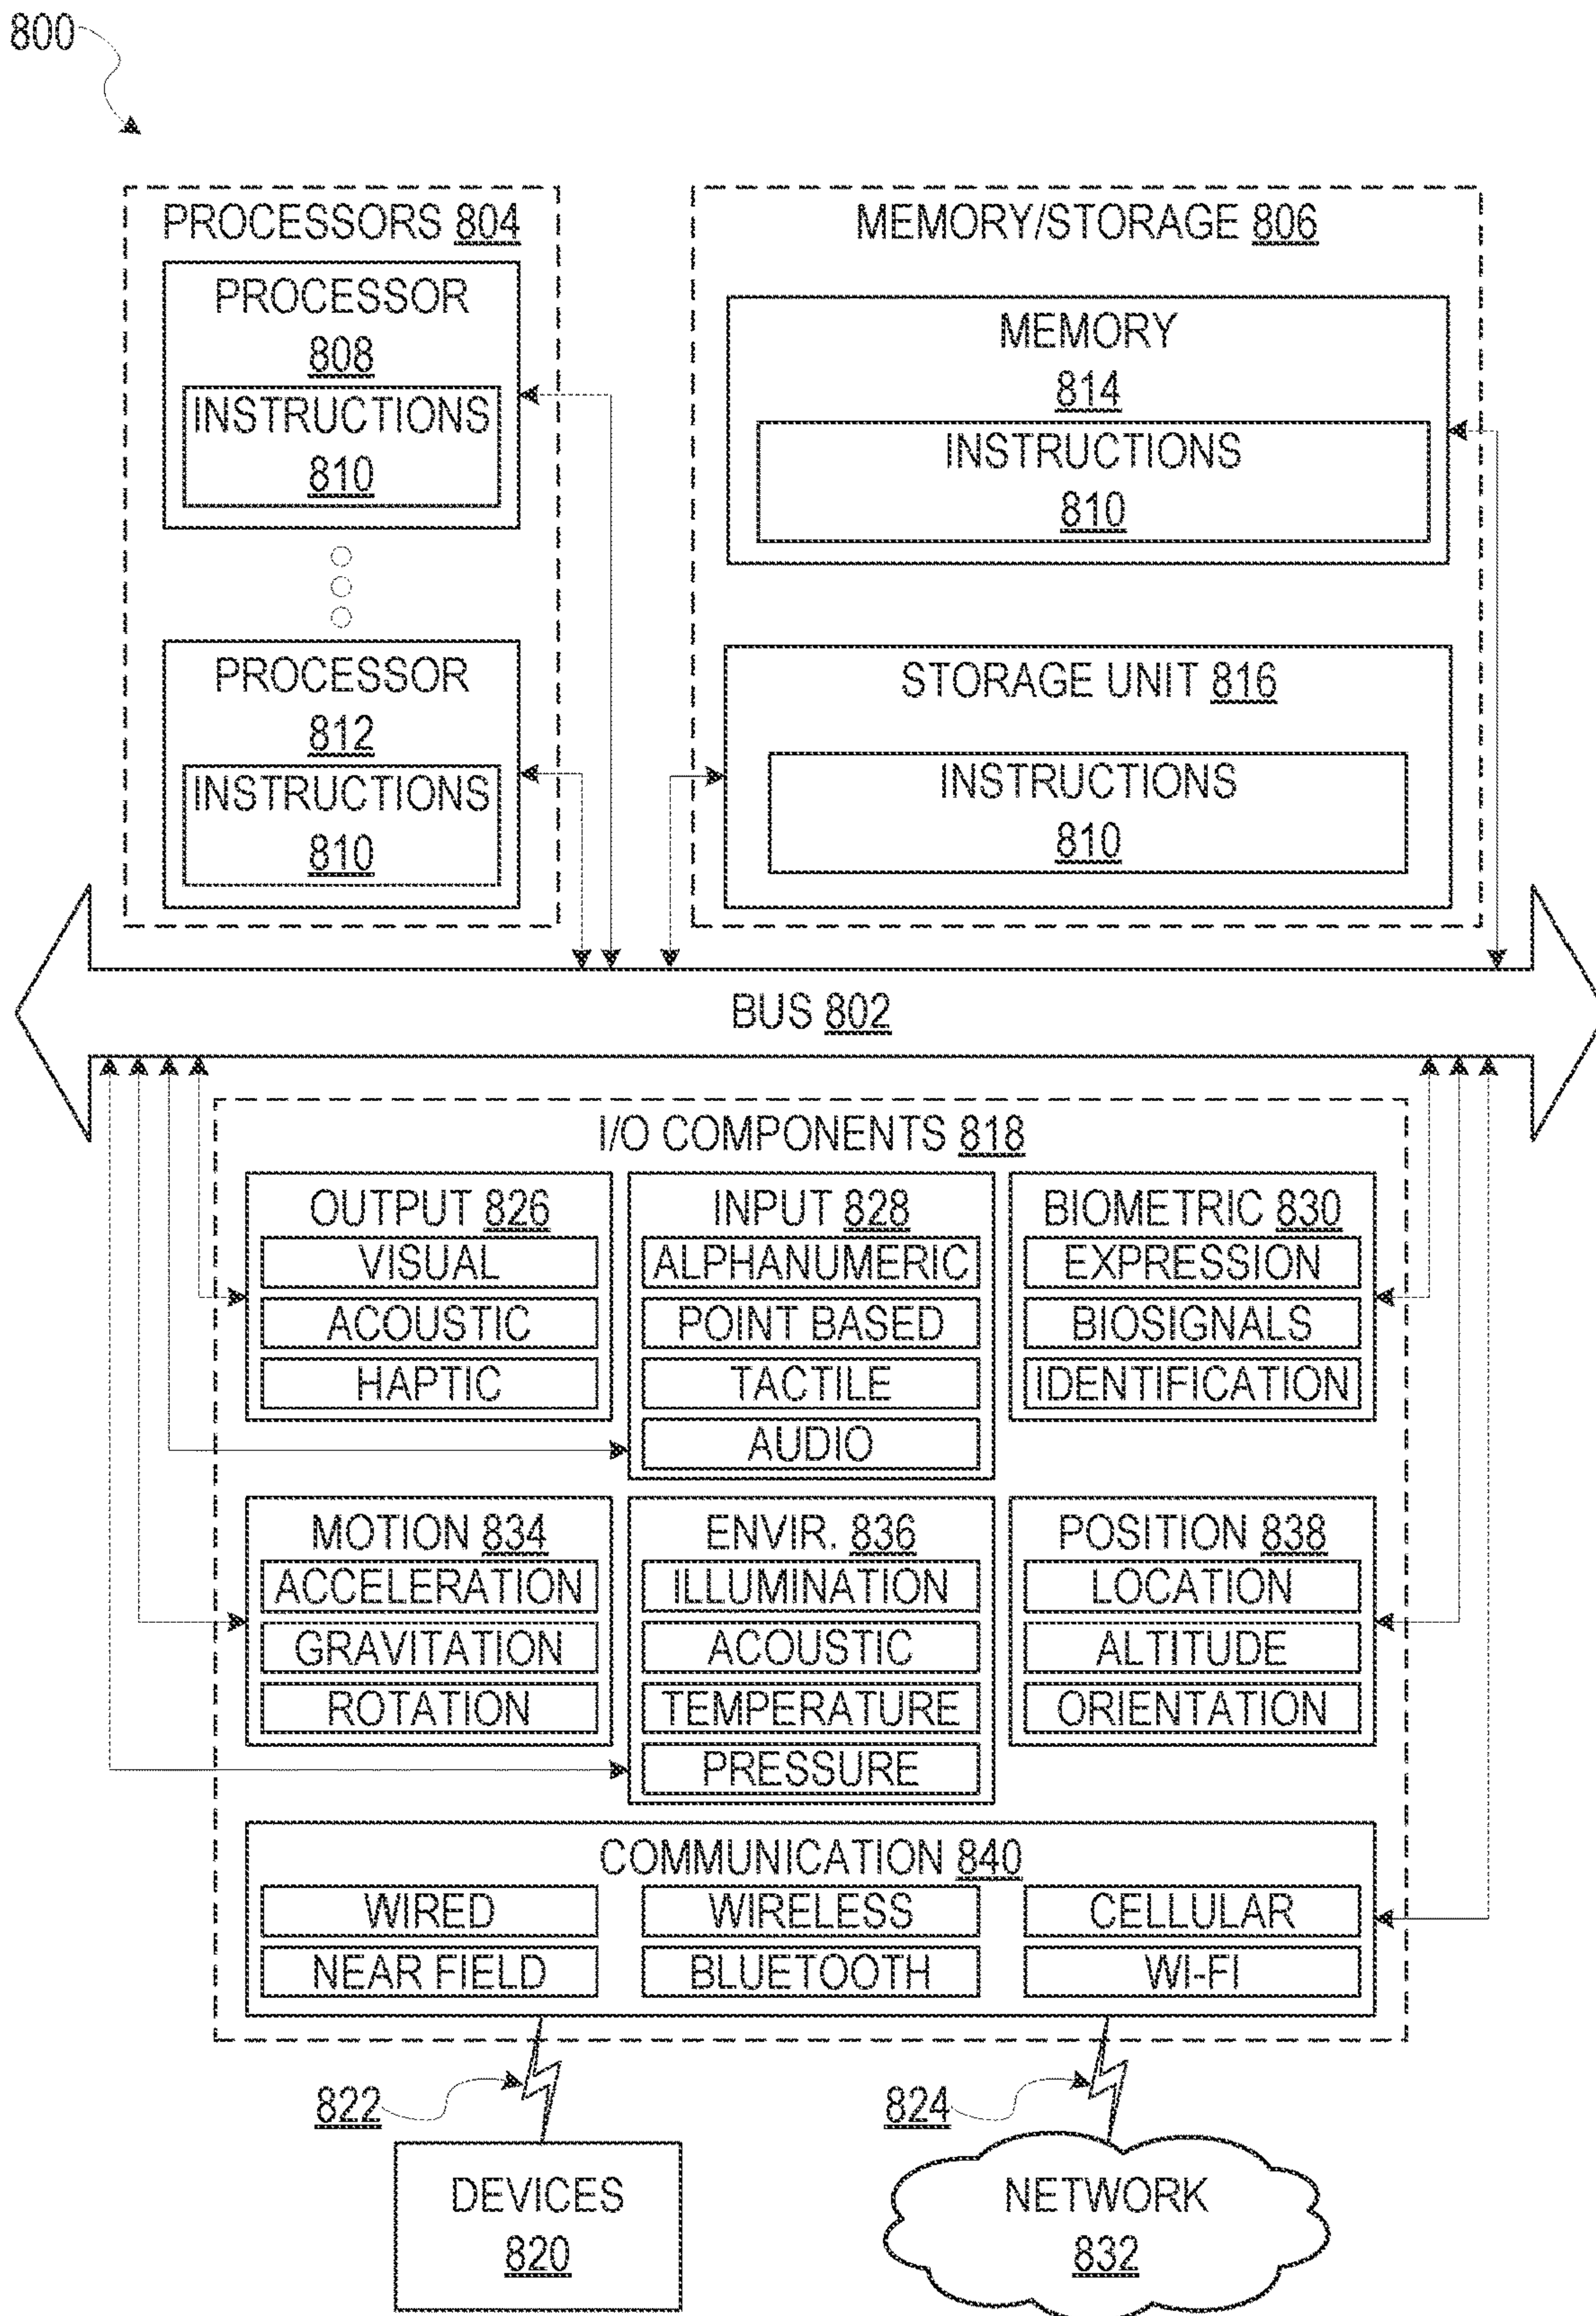 800
PROCESSORS 804
PROCESSOR
808
INSTRUCTIONS
810
PROCESSOR
812
INSTRUCTIONS
810
MEMORY/STORAGE 806
MEMORY
814
INSTRUCTIONS
810
STORAGE UNIT 816
INSTRUCTIONS
810
BUS 802
I/O COMPONENTS 818
OUTPUT 826
VISUAL
ACOUSTIC
HAPTIC
INPUT 828
ALPHANUMERIC
POINT BASED
TACTILE
AUDIO
BIOMETRIC 830
EXPRESSION
BIOSIGNALS
IDENTIFICATION
MOTION 834
ACCELERATION
GRAVITATION
ROTATION
ENVIR. 836
ILLUMINATION
ACOUSTIC
TEMPERATURE
PRESSURE
POSITION 838
LOCATION
ALTITUDE
ORIENTATION
COMMUNICATION 840
WIRED
WIRELESS
CELLULAR
NEAR FIELD
BLUETOOTH
WI-FI
822
824
DEVICES
820
NETWORK
832